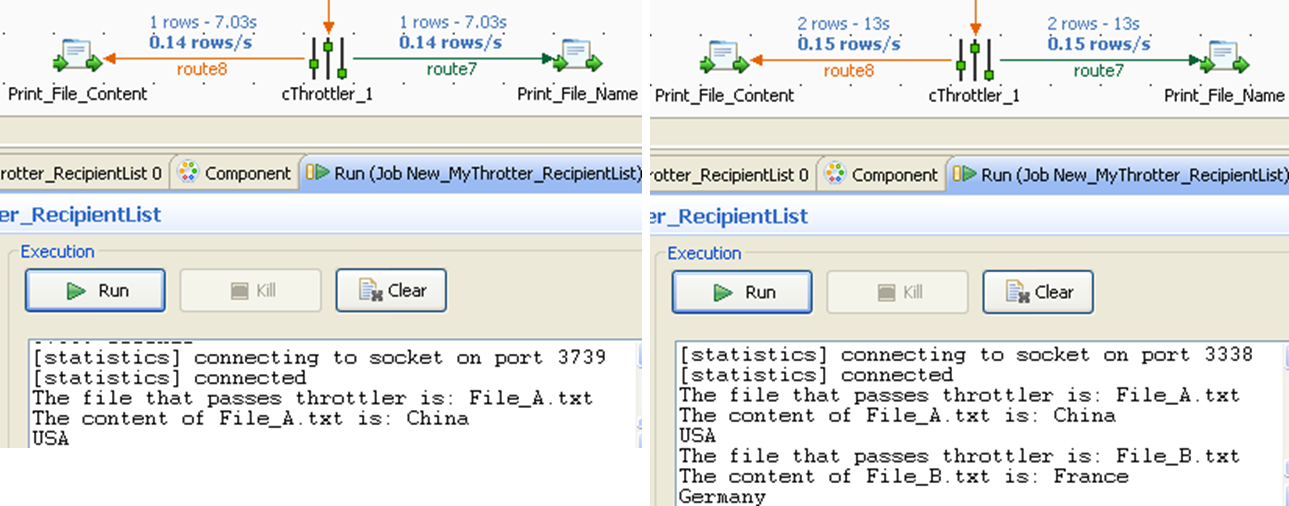 1 rows - 7.03s
0.14 rows/s
route8
1 rows - 7.03s
0.14 rows/s
route7
Print_File_Content
cThrottler_1
Print_File_Name
rotter_RecipientList 0
Component
Run (Job New_MyThrotter_RecipientList)
er_RecipientList
Execution
Run
Kill
Clear
[statistics] connecting to socket on port 3739
[statistics] connected
The file that passes throttler is: File_A.txt
The content of File_A.txt is: China
USA
2 rows - 13s
0.15 rows/s
route8
2 rows - 13s
0.15 rows/s
route7
Print_File_Content
cThrottler_1
Print_File_Name
rotter_RecipientList 0
Component
Run (Job New_MyThrotter_RecipientList)
er_RecipientList
Execution
Run
Kill
Clear
[statistics] connecting to socket on port 3338
[statistics] connected
The file that passes throttler is: File_A.txt
The content of File_A.txt is: China
USA
The file that passes throttler is: File_B.txt
The content of File_B.txt is: France
Germany